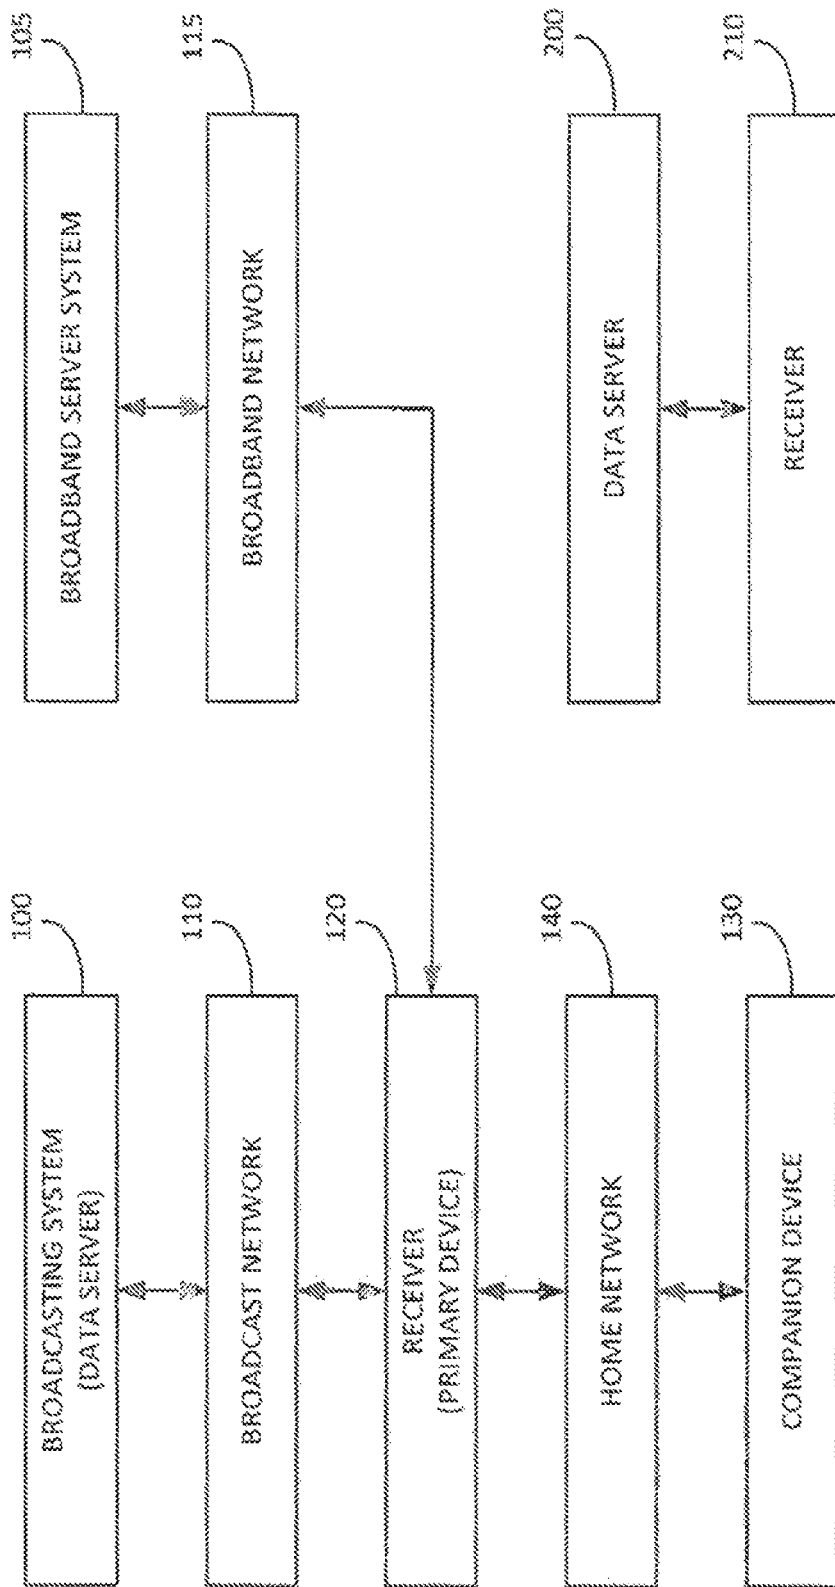 100
BROADCASTING SYSTEM
(DATA SERVER)
110
BROADCAST NETWORK
120
RECEIVER
(PRIMARY DEVICE)
140
HOME NETWORK
130
COMPANION DEVICE
105
BROADBAND SERVER SYSTEM
115
BROADBAND NETWORK
200
DATA SERVER
210
RECEIVER